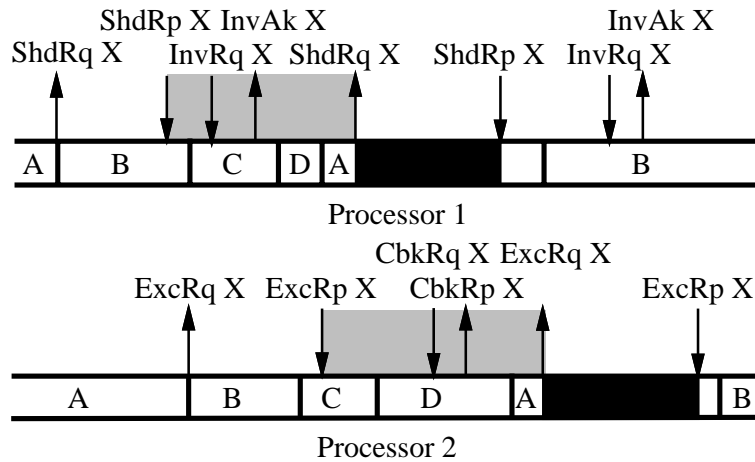 ShdRp X InvAk X InvAk X
ShdRq X InvRq X ShdRq X ShdRp X InvRq X
A B C D A B
Processor 1
CbkRq X ExcRq X
ExcRq X ExcRp X CbkRp X ExcRp X
A B C D A B
Processor 2